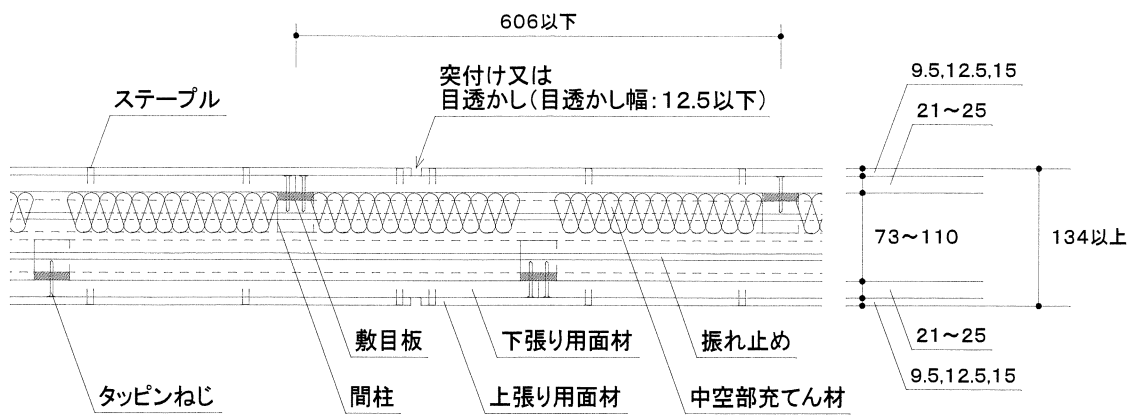 606以下
突付け又は
目透かし（目透かし幅：12.5以下）
ステープル
9.5,12.5,15
21～25
73～110
134以上
敷目板
下張り用面材
振れ止め
21～25
タッピンねじ
間柱
上張り用面材
中空部充てん材
9.5,12.5,15